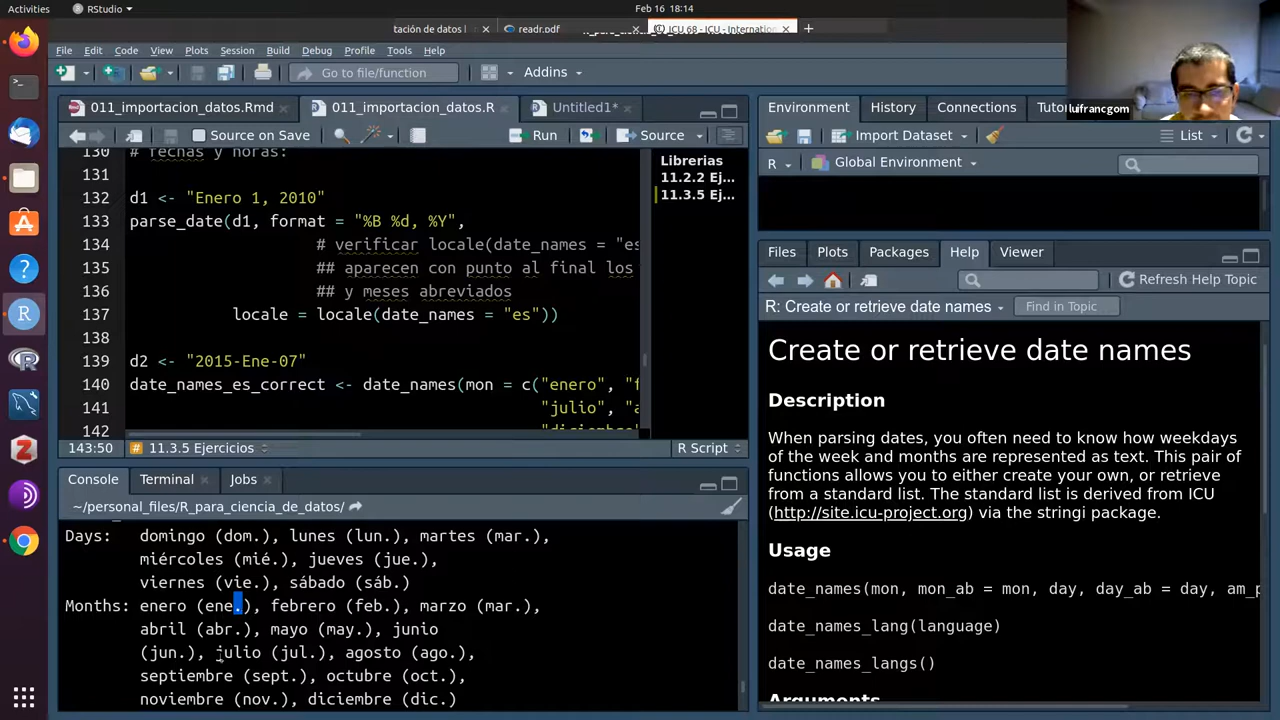 Activities
RStudio
Feb 16 18:14
tación de datos |
readr.pdf
ICU 68 - ICU - Internation
File Edit Code View Plots Session Build Debug Profile Tools Help
Go to file/function
Addins
luifrancgom
011_importacion_datos.Rmd
011_importacion_datos.R
Untitled1*
Source on Save
Run
Source
130 # fechas y horas:
131
132 d1 <- "Enero 1, 2010"
133 parse_date(d1, format = "%B %d, %Y",
134 # verificar locale(date_names = "es
135 ## aparecen con punto al final los
136 ## y meses abreviados
137 locale = locale(date_names = "es"))
138
139 d2 <- "2015-Ene-07"
140 date_names_es_correct <- date_names(mon = c("enero", "f
141 "julio", "a
142 "diciembre"
Librerias
11.2.2 Ej...
11.3.5 Ej...
143:50
# 11.3.5 Ejercicios
R Script
Console Terminal Jobs
~/personal_files/R_para_ciencia_de_datos/
Days: domingo (dom.), lunes (lun.), martes (mar.),
miércoles (mié.), jueves (jue.),
viernes (vie.), sábado (sáb.)
Months: enero (ene.), febrero (feb.), marzo (mar.),
abril (abr.), mayo (may.), junio
(jun.), julio (jul.), agosto (ago.),
septiembre (sept.), octubre (oct.),
noviembre (nov.), diciembre (dic.)
Environment History Connections Tuto
Import Dataset
List
R
Global Environment
Files Plots Packages Help Viewer
Refresh Help Topic
R: Create or retrieve date names
Find in Topic
Create or retrieve date names
Description
When parsing dates, you often need to know how weekdays
of the week and months are represented as text. This pair of
functions allows you to either create your own, or retrieve
from a standard list. The standard list is derived from ICU
(http://site.icu-project.org) via the stringi package.
Usage
date_names(mon, mon_ab = mon, day, day_ab = day, am_p
date_names_lang(language)
date_names_langs()
Arguments